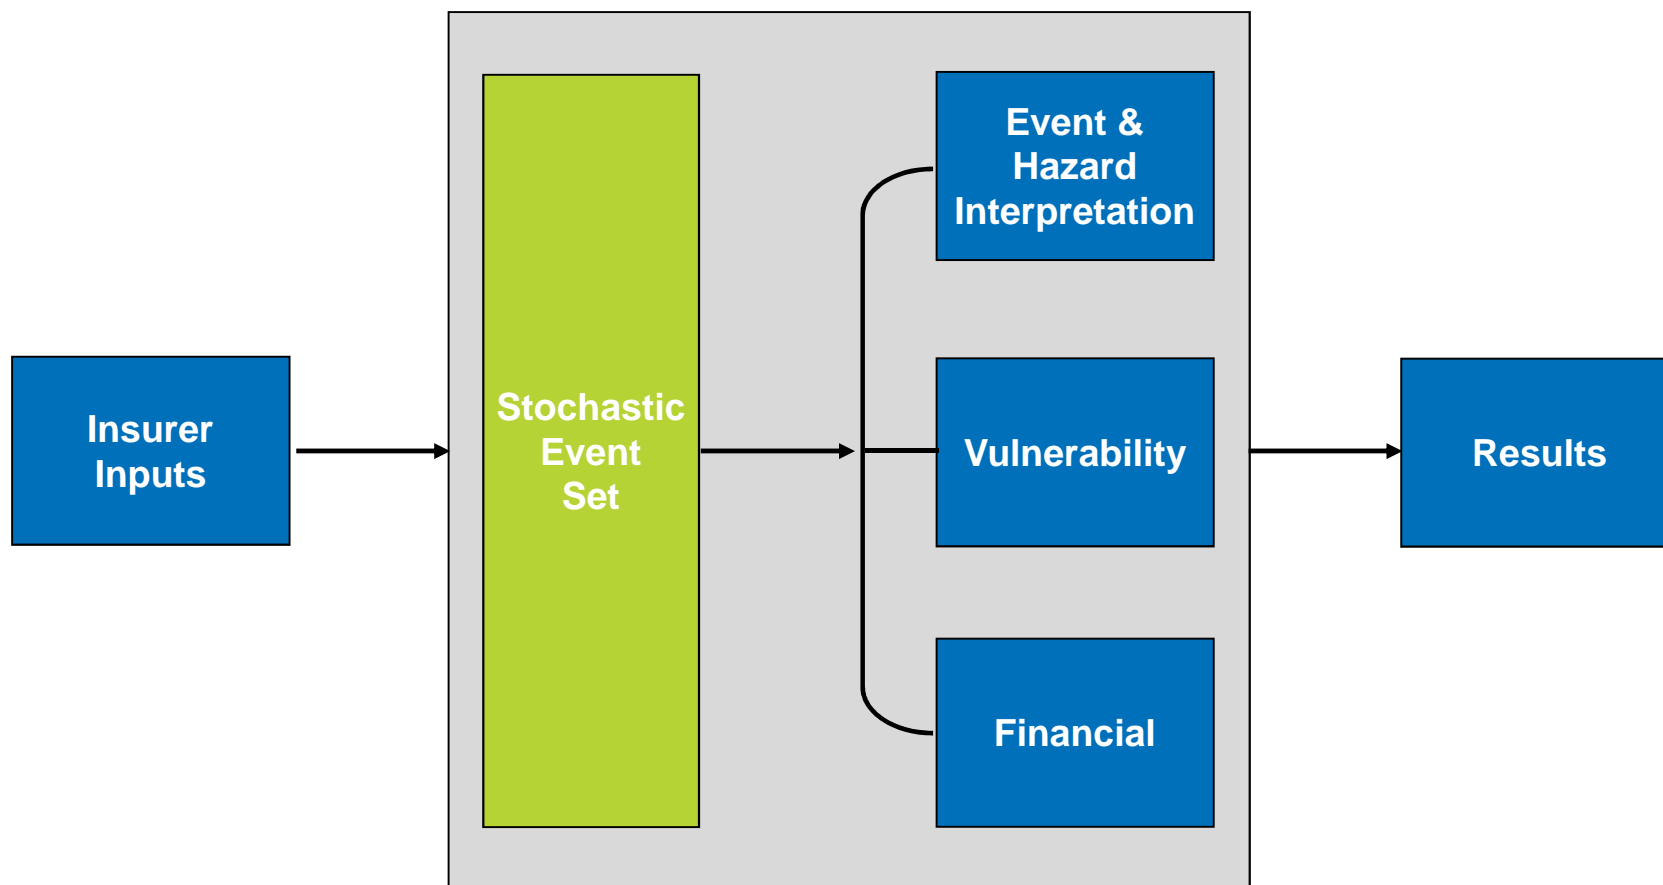 Insurer
Inputs
Stochastic
Event
Set
Event &
Hazard
Interpretation
Vulnerability
Financial
Results